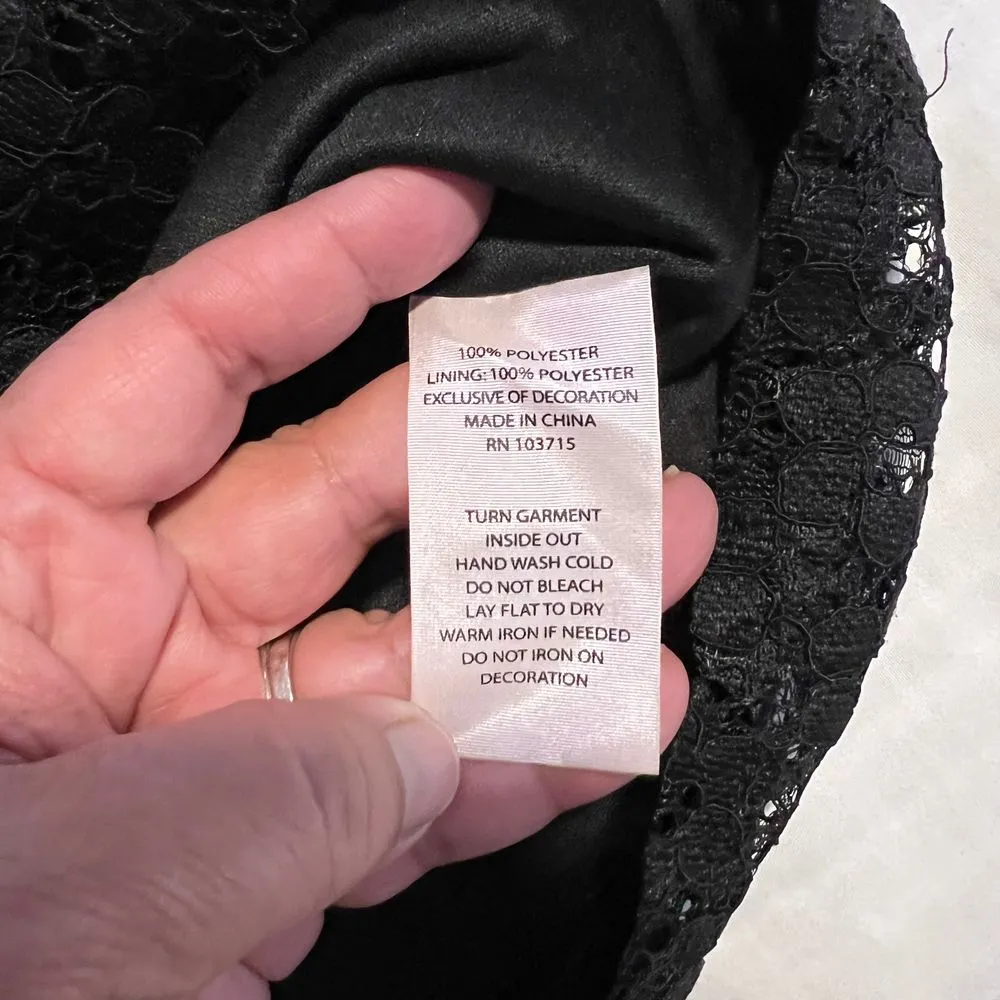 100% POLYESTER
LINING: 100% POLYESTER
EXCLUSIVE OF DECORATION
MADE IN CHINA
RN 103715
TURN GARMENT
INSIDE OUT
HAND WASH COLD
DO NOT BLEACH
LAY FLAT TO DRY
WARM IRON IF NEEDED
DO NOT IRON ON
DECORATION